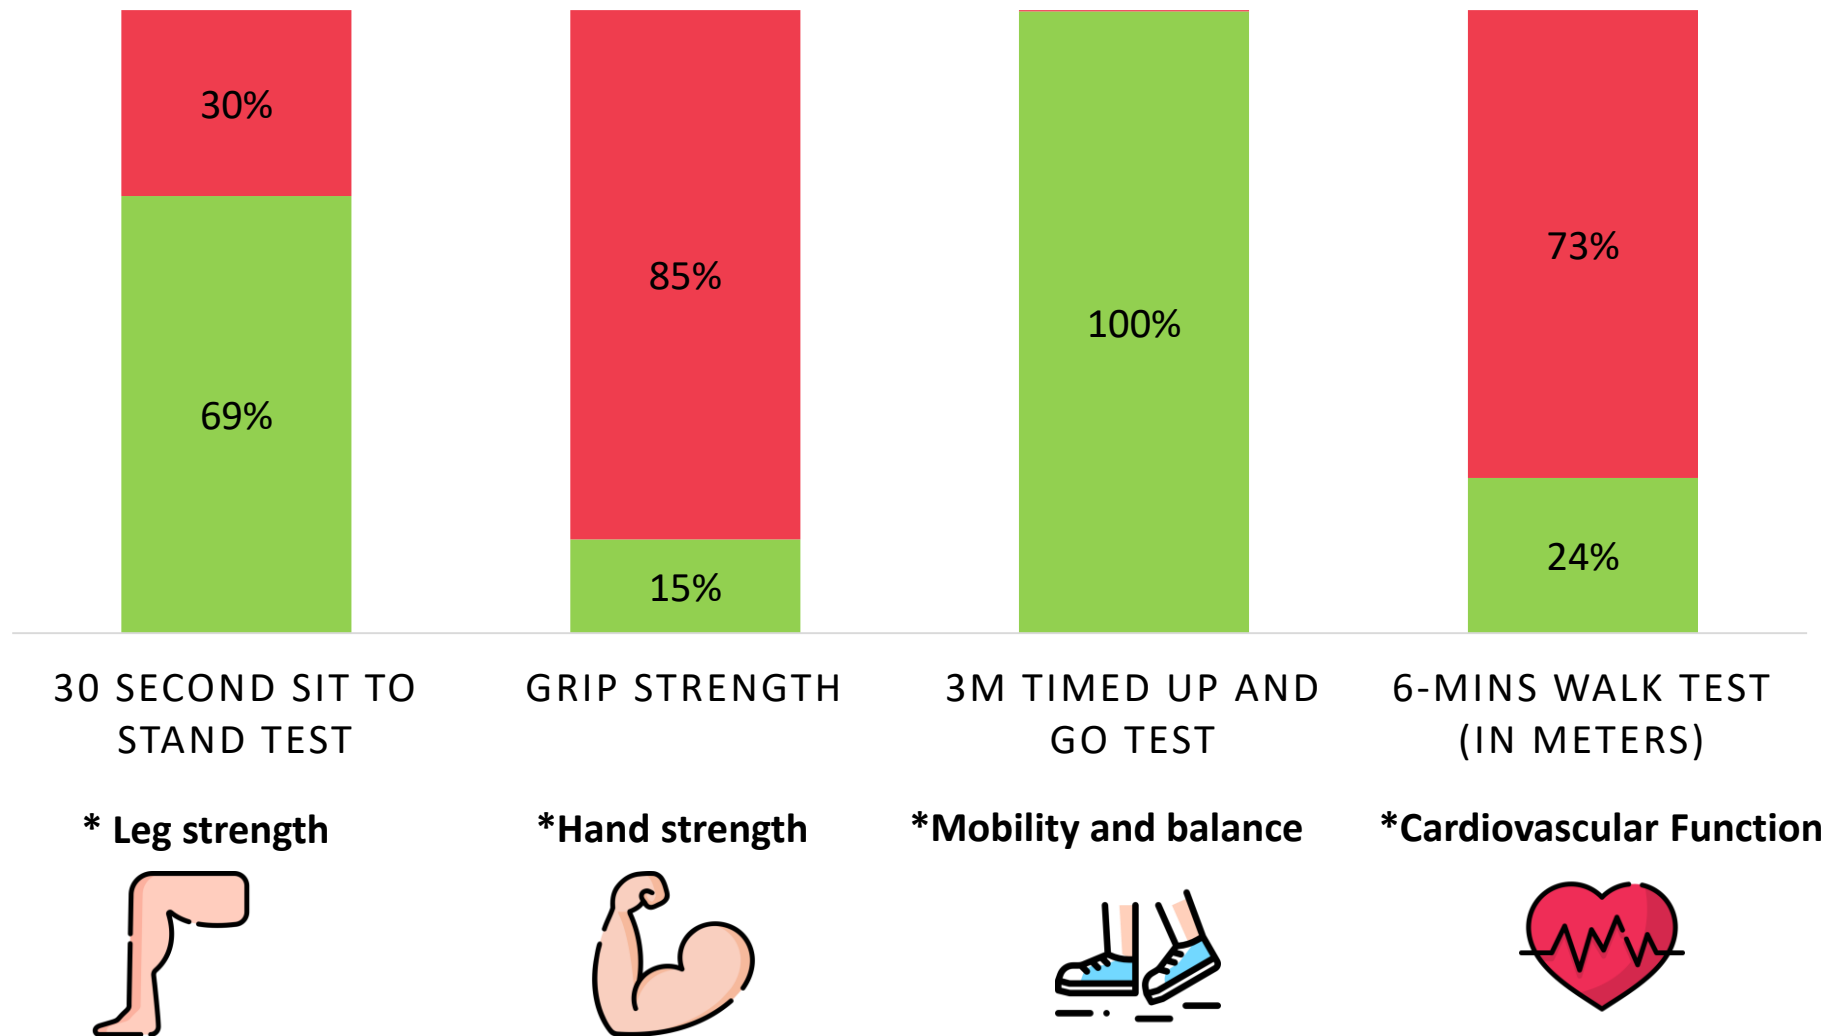 30%
69%
85%
15%
100%
73%
24%
30 SECOND SIT TO
STAND TEST
GRIP STRENGTH
3M TIMED UP AND
GO TEST
6-MINS WALK TEST
(IN METERS)
* Leg strength
*Hand strength
*Mobility and balance
*Cardiovascular Function